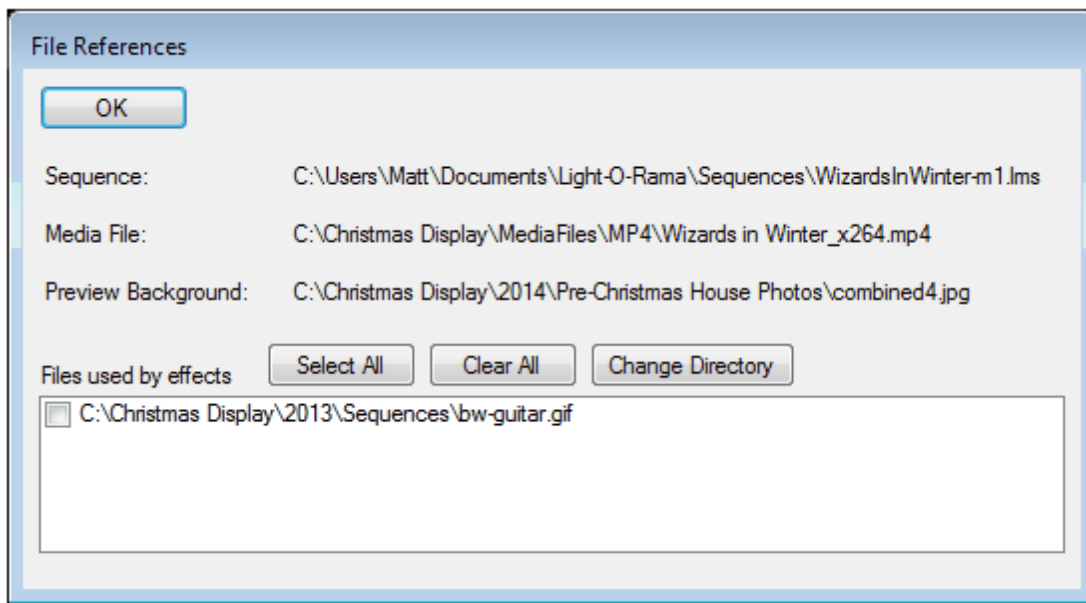 File References
OK
Sequence: C:\Users\Matt\Documents\Light-O-Rama\Sequences\WizardsInWinter-m1.lms
Media File: C:\Christmas Display\MediaFiles\MP4\Wizards in Winter_x264.mp4
Preview Background: C:\Christmas Display\2014\Pre-Christmas House Photos\combined4.jpg
Files used by effects Select All Clear All Change Directory
C:\Christmas Display\2013\Sequences\bw-guitar.gif